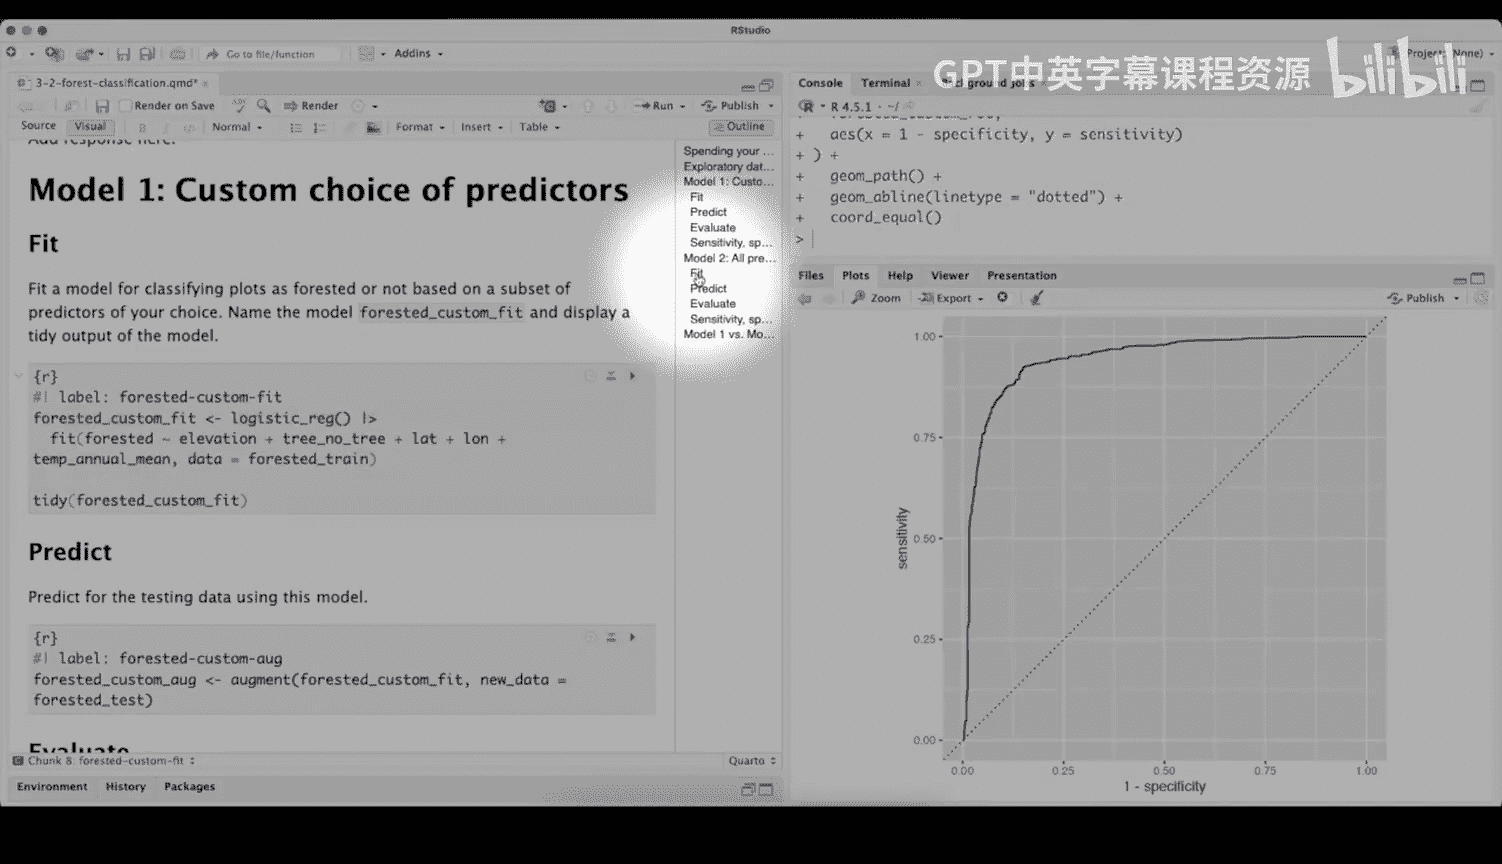 RStudio
Go to file/function
Addins
Project: (None)
GPT中英字幕课程资源
bilibili
3-2-forest-classification.qmd*
Render on Save
Render
Run
Publish
Source
Visual
B
I
Normal
Format
Insert
Table
Outline
Add response here.
Model 1: Custom choice of predictors
Fit
Fit a model for classifying plots as forested or not based on a subset of
predictors of your choice. Name the model forested_custom_fit and display a
tidy output of the model.
{r}
#| label: forested-custom-fit
forested_custom_fit <- logistic_reg() |>
fit(forested ~ elevation + tree_no_tree + lat + lon +
temp_annual_mean, data = forested_train)
tidy(forested_custom_fit)
Predict
Predict for the testing data using this model.
{r}
#| label: forested-custom-aug
forested_custom_aug <- augment(forested_custom_fit, new_data =
forested_test)
Evaluate
Chunk 8: forested-custom-fit
Quarto
Environment
History
Packages
Spending your ...
Exploratory dat...
Model 1: Custo...
Fit
Predict
Evaluate
Sensitivity, sp...
Model 2: All pre...
Fit
Predict
Evaluate
Sensitivity, sp...
Model 1 vs. Mo...
Console
Terminal
Background Jobs
R 4.5.1 · ~/
+ aes(x = 1 - specificity, y = sensitivity)
+ ) +
+ geom_path() +
+ geom_abline(linetype = "dotted") +
+ coord_equal()
>
Files
Plots
Help
Viewer
Presentation
Zoom
Export
Publish
1.00
0.75
0.50
0.25
0.00
sensitivity
0.00
0.25
0.50
0.75
1.00
1 - specificity